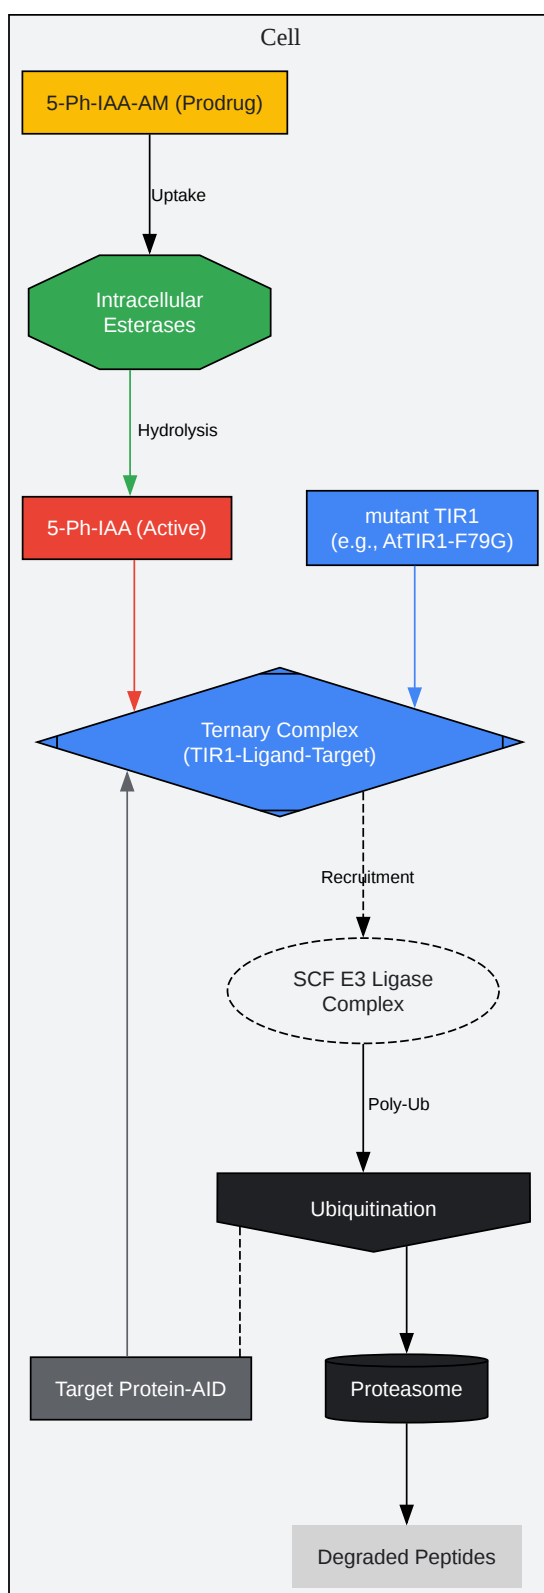 Cell
5-Ph-IAA-AM (Prodrug)
Uptake
Intracellular
Esterases
Hydrolysis
5-Ph-IAA (Active)
mutant TIR1
(e.g., AtTIR1-F79G)
Ternary Complex
(TIR1-Ligand-Target)
Recruitment
SCF E3 Ligase
Complex
Poly-Ub
Ubiquitination
Target Protein-AID
Proteasome
Degraded Peptides